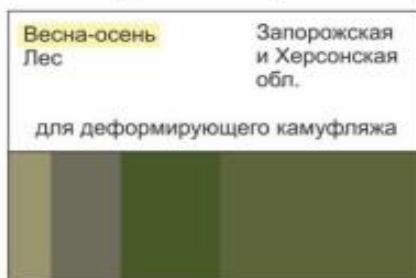 Весна-осень
Лес
Запорожская
и Херсонская
обл.
для деформирующего камуфляжа